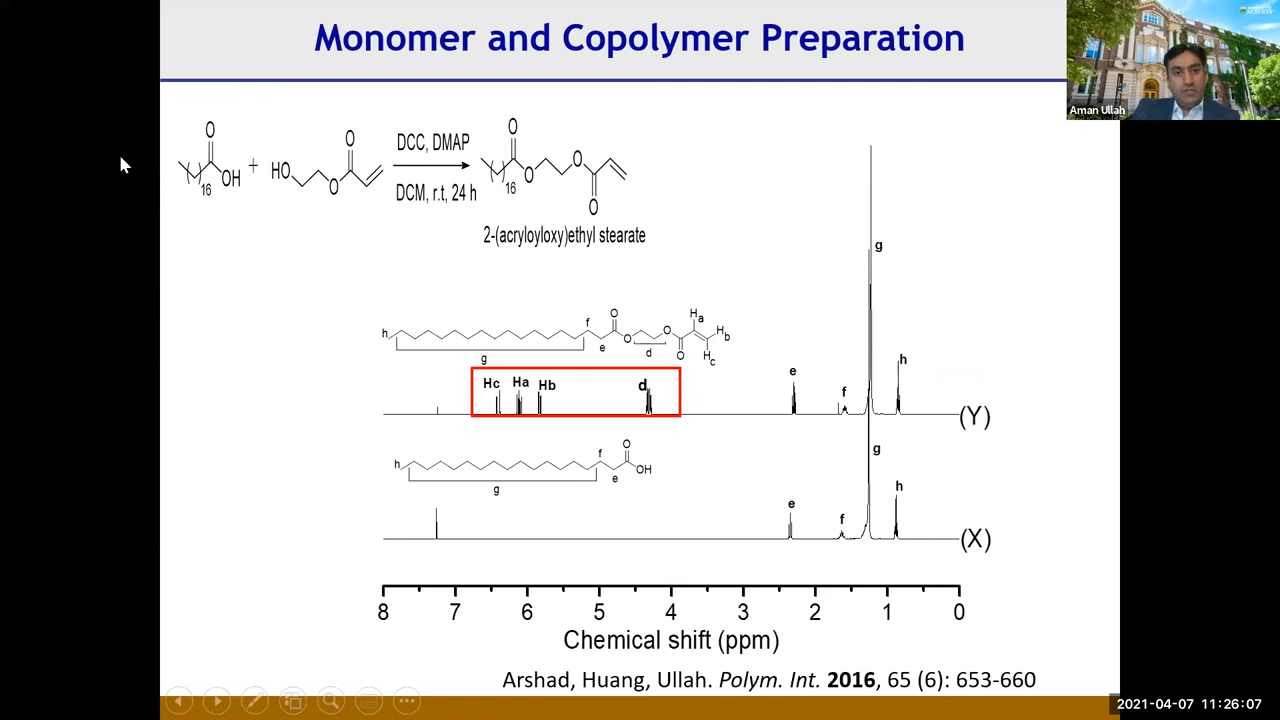 Monomer and Copolymer Preparation
ALBERTA
Aman Ullah
O
16
OH
+
HO
O
O
DCC, DMAP
DCM, r.t, 24 h
O
16
O
O
O
2-(acryloyloxy)ethyl stearate
g
h
g
f
e
O
O
d
O
O
Ha
Hb
Hc
Hc
Ha
Hb
d
e
f
h
(Y)
h
g
f
e
O
OH
g
e
f
h
(X)
8 7 6 5 4 3 2 1 0
Chemical shift (ppm)
Arshad, Huang, Ullah. Polym. Int. 2016, 65 (6): 653-660
2021-04-07 11:26:07